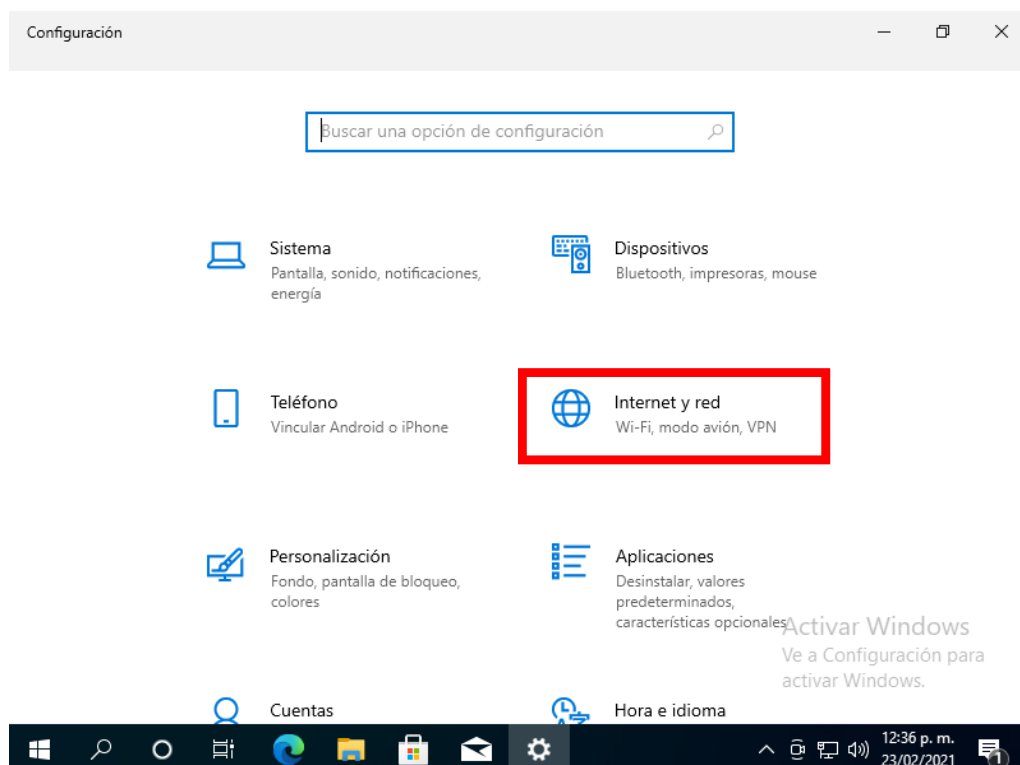 Configuración
Buscar una opción de configuración
Sistema
Pantalla, sonido, notificaciones,
energía
Dispositivos
Bluetooth, impresoras, mouse
Teléfono
Vincular Android o iPhone
Internet y red
Wi-Fi, modo avión, VPN
Personalización
Fondo, pantalla de bloqueo,
colores
Aplicaciones
Desinstalar, valores
predeterminados,
características opcionales
Activar Windows
Ve a Configuración para
activar Windows.
Cuentas
Hora e idioma
12:36 p. m.
23/02/2021
1